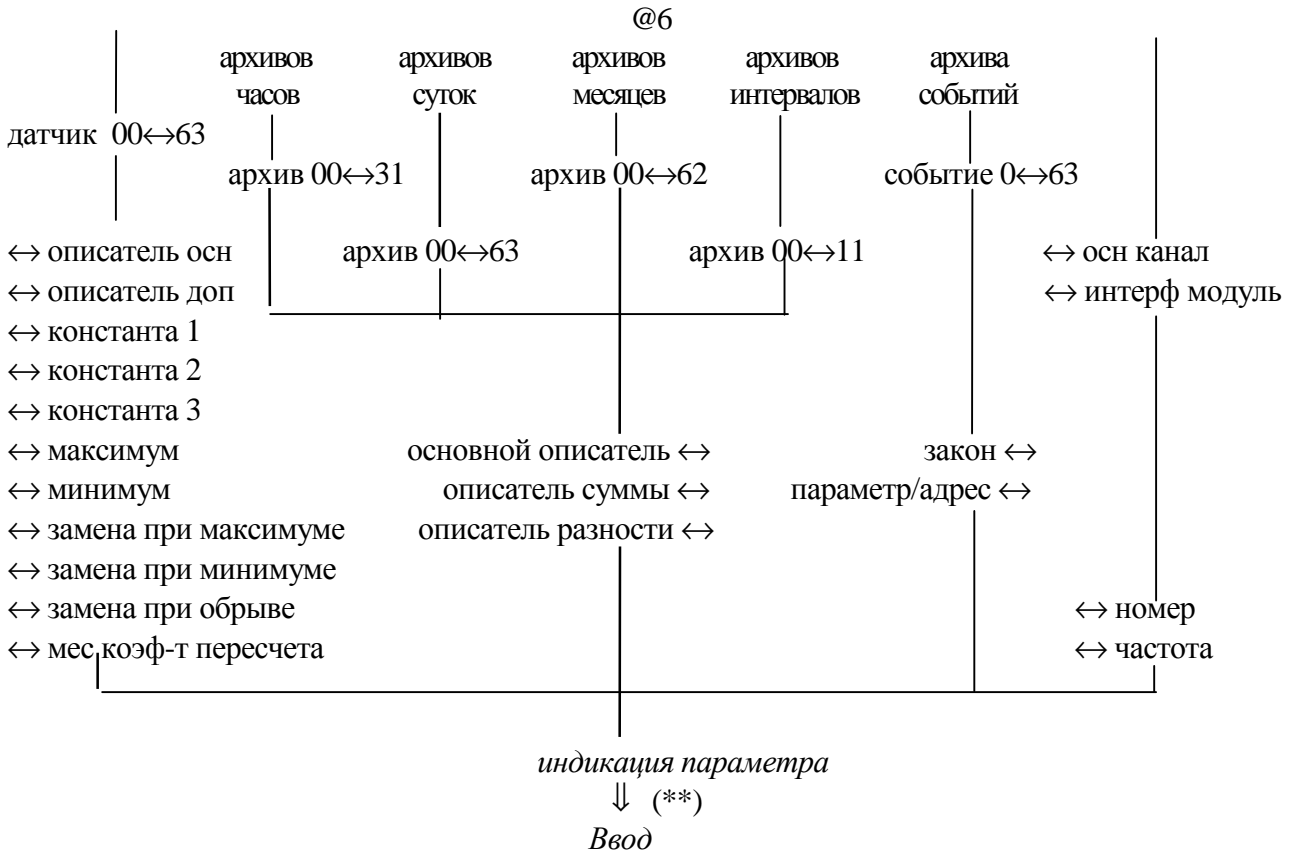 @6
архивов архивов архивов архивов архива
часов суток месяцев интервалов событий
датчик 00↔63
архив 00↔31 архив 00↔62 событие 0↔63
↔ описатель осн архив 00↔63 архив 00↔11 ↔ осн канал
↔ описатель доп ↔ интерф модуль
↔ константа 1
↔ константа 2
↔ константа 3
↔ максимум основной описатель ↔ закон ↔
↔ минимум описатель суммы ↔ параметр/адрес ↔
↔ замена при максимуме описатель разности ↔
↔ замена при минимуме
↔ замена при обрыве ↔ номер
↔ мес коэф-т пересчета ↔ частота
индикация параметра
⇓ (**)
Ввод